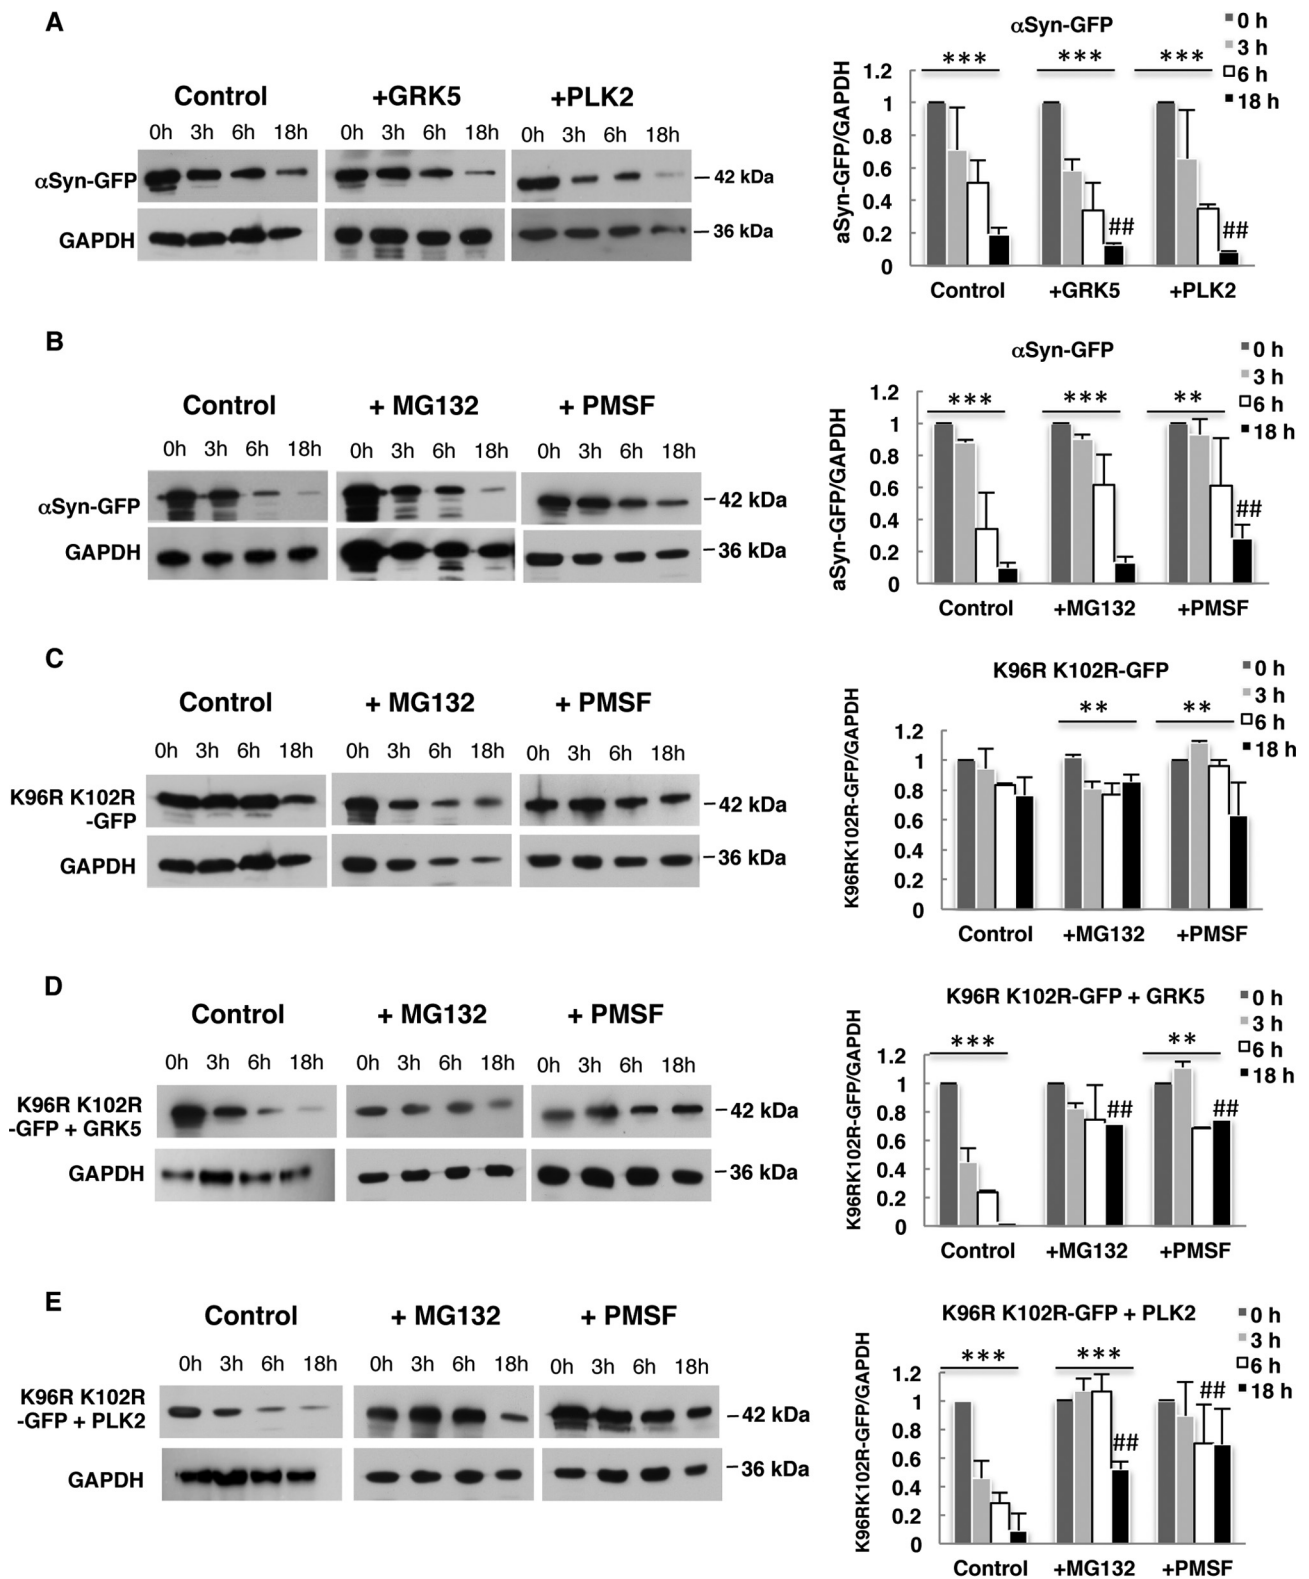 A
Control
+GRK5
+PLK2
0h 3h 6h 18h
0h 3h 6h 18h
0h 3h 6h 18h
αSyn-GFP
42 kDa
GAPDH
36 kDa
αSyn-GFP
0 h
3 h
6 h
18 h
aSyn-GFP/GAPDH
1.2
1
0.8
0.6
0.4
0.2
0
***
***
***
##
##
Control
+GRK5
+PLK2
B
Control
+ MG132
+ PMSF
0h 3h 6h 18h
0h 3h 6h 18h
0h 3h 6h 18h
αSyn-GFP
42 kDa
GAPDH
36 kDa
αSyn-GFP
0 h
3 h
6 h
18 h
aSyn-GFP/GAPDH
1.2
1
0.8
0.6
0.4
0.2
0
***
***
**
##
Control
+MG132
+PMSF
C
Control
+ MG132
+ PMSF
0h 3h 6h 18h
0h 3h 6h 18h
0h 3h 6h 18h
K96R K102R
-GFP
42 kDa
GAPDH
36 kDa
K96R K102R-GFP
0 h
3 h
6 h
18 h
K96RK102R-GFP/GAPDH
1.2
1
0.8
0.6
0.4
0.2
0
**
**
Control
+MG132
+PMSF
D
Control
+ MG132
+ PMSF
0h 3h 6h 18h
0h 3h 6h 18h
0h 3h 6h 18h
K96R K102R
-GFP + GRK5
42 kDa
GAPDH
36 kDa
K96R K102R-GFP + GRK5
0 h
3 h
6 h
18 h
K96RK102R-GFP/GAPDH
1.2
1
0.8
0.6
0.4
0.2
0
***
**
##
##
Control
+MG132
+PMSF
E
Control
+ MG132
+ PMSF
0h 3h 6h 18h
0h 3h 6h 18h
0h 3h 6h 18h
K96R K102R
-GFP + PLK2
42 kDa
GAPDH
36 kDa
K96R K102R-GFP + PLK2
0 h
3 h
6 h
18 h
K96RK102R-GFP/GAPDH
1.2
1
0.8
0.6
0.4
0.2
0
***
***
##
##
Control
+MG132
+PMSF